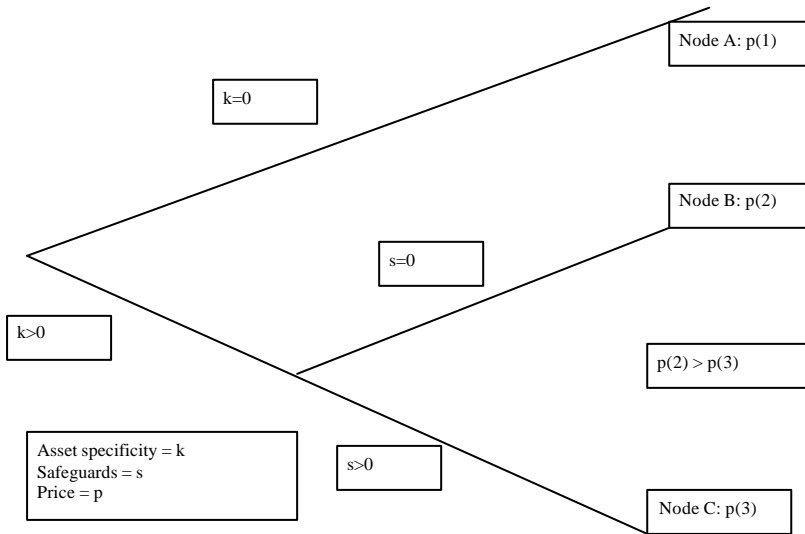 Node A: p(1)
k=0
Node B: p(2)
s=0
k>0
p(2) > p(3)
Asset specificity = k
Safeguards = s
Price = p
s>0
Node C: p(3)